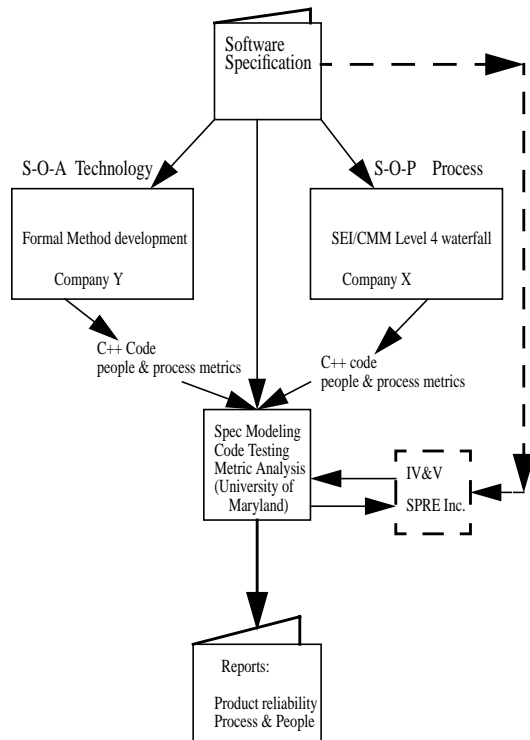 Software
Specification
S-O-A Technology
S-O-P Process
Formal Method development
Company Y
SEI/CMM Level 4 waterfall
Company X
C++ Code
people & process metrics
C++ code
people & process metrics
Spec Modeling
Code Testing
Metric Analysis
(University of
Maryland)
IV&V
SPRE Inc.
Reports:
Product reliability
Process & People